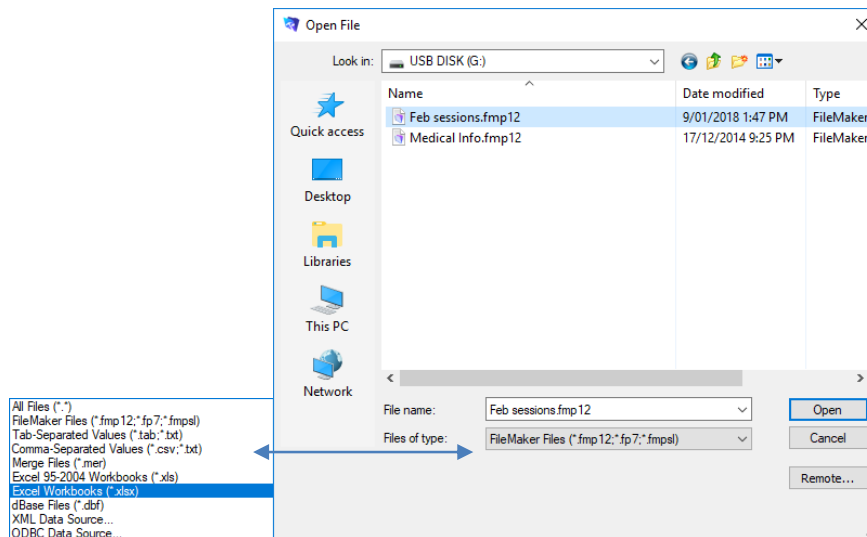 Open File
Look in: USB DISK (G:)
Name Date modified Type
Feb sessions.fmp12 9/01/2018 1:47 PM FileMaker
Medical Info.fmp12 17/12/2014 9:25 PM FileMaker
Quick access
Desktop
Libraries
This PC
Network
File name: Feb sessions.fmp12 Open
Files of type: FileMaker Files (*.fmp12;*.fp7;*.fmpsl) Cancel
Remote...
All Files (*.*)
FileMaker Files (*.fmp12;*.fp7;*.fmpsl)
Tab-Separated Values (*.tab;*.txt)
Comma-Separated Values (*.csv;*.txt)
Merge Files (*.mer)
Excel 95-2004 Workbooks (*.xls)
Excel Workbooks (*.xlsx)
dBase Files (*.dbf)
XML Data Source...
ODBC Data Source...